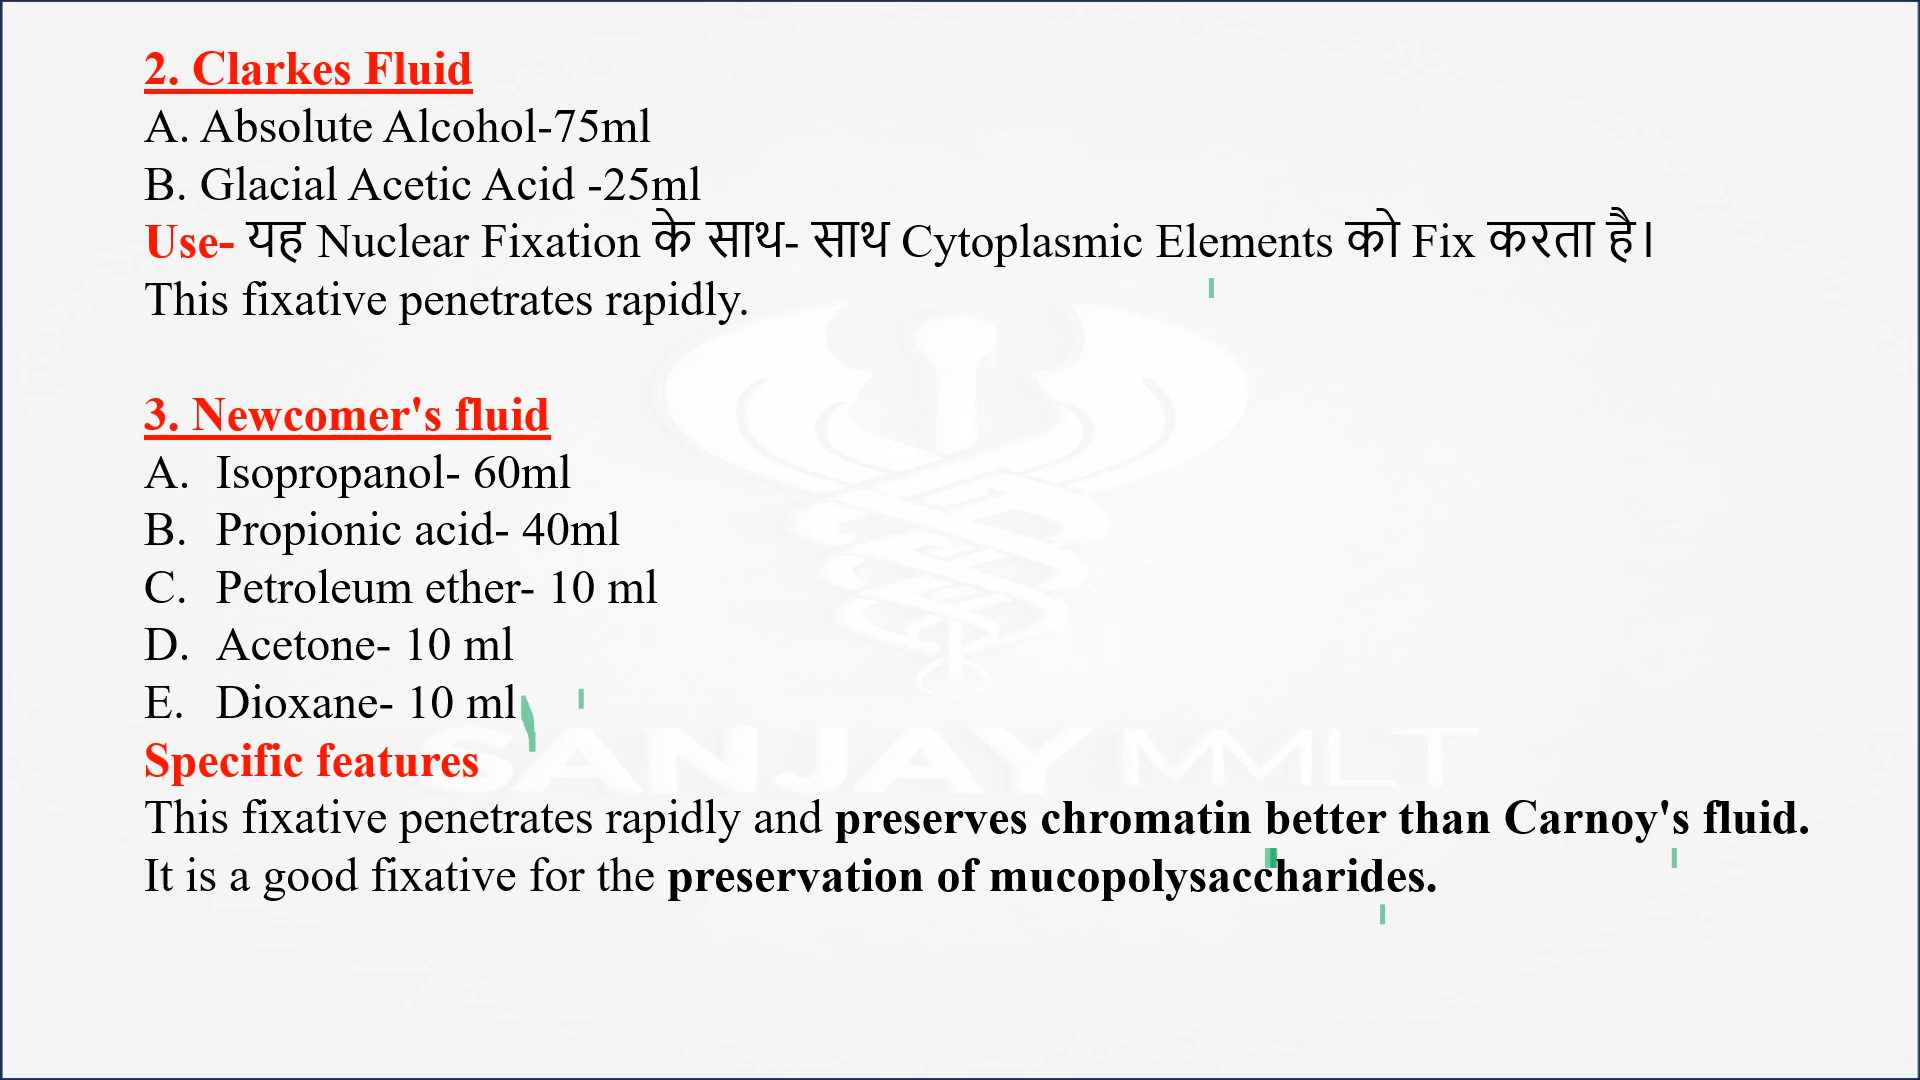 2. Clarkes Fluid
A. Absolute Alcohol-75ml
B. Glacial Acetic Acid -25ml
Use- यह Nuclear Fixation के साथ- साथ Cytoplasmic Elements को Fix करता है।
This fixative penetrates rapidly.
3. Newcomer's fluid
A. Isopropanol- 60ml
B. Propionic acid- 40ml
C. Petroleum ether- 10 ml
D. Acetone- 10 ml
E. Dioxane- 10 ml
SANJAY MMLT
Specific features
This fixative penetrates rapidly and preserves chromatin better than Carnoy's fluid.
It is a good fixative for the preservation of mucopolysaccharides.